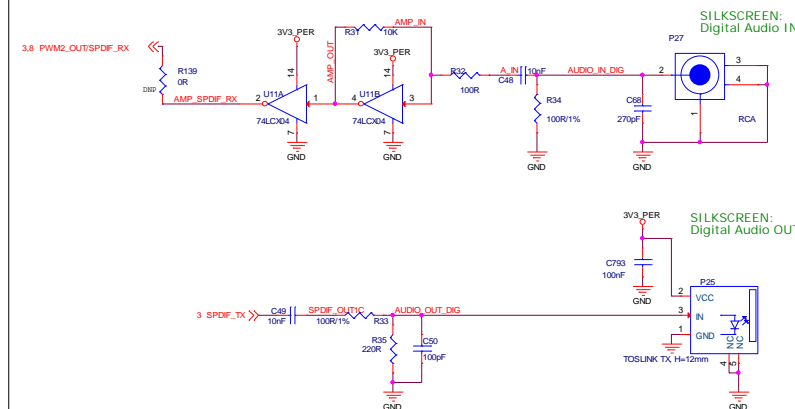 SILKSCREEN:
Digital Audio IN
3,8 PWM2_OUT/SPDIF_RX
R139
0R
DNP
AMP_SPDIF_RX
3V3_PER
14
U11A
2
1
74LCX04
7
GND
AMP_OUT
R31
10K
AMP_IN
3V3_PER
14
U11B
4
3
74LCX04
7
GND
R32
100R
A_IN
10nF
C48
AUDIO_IN_DIG
R34
100R/1%
GND
C68
270pF
GND
P27
2
3
4
1
RCA
GND
SILKSCREEN:
Digital Audio OUT
3V3_PER
C793
100nF
GND
P25
2
VCC
3
IN
1
GND
NC
NC
4
5
TOSLINK TX, H=12mm
GND
3 SPDIF_TX
C49
10nF
SPDIF_OUT1C
100R/1%
R33
AUDIO_OUT_DIG
R35
220R
C50
100pF
GND